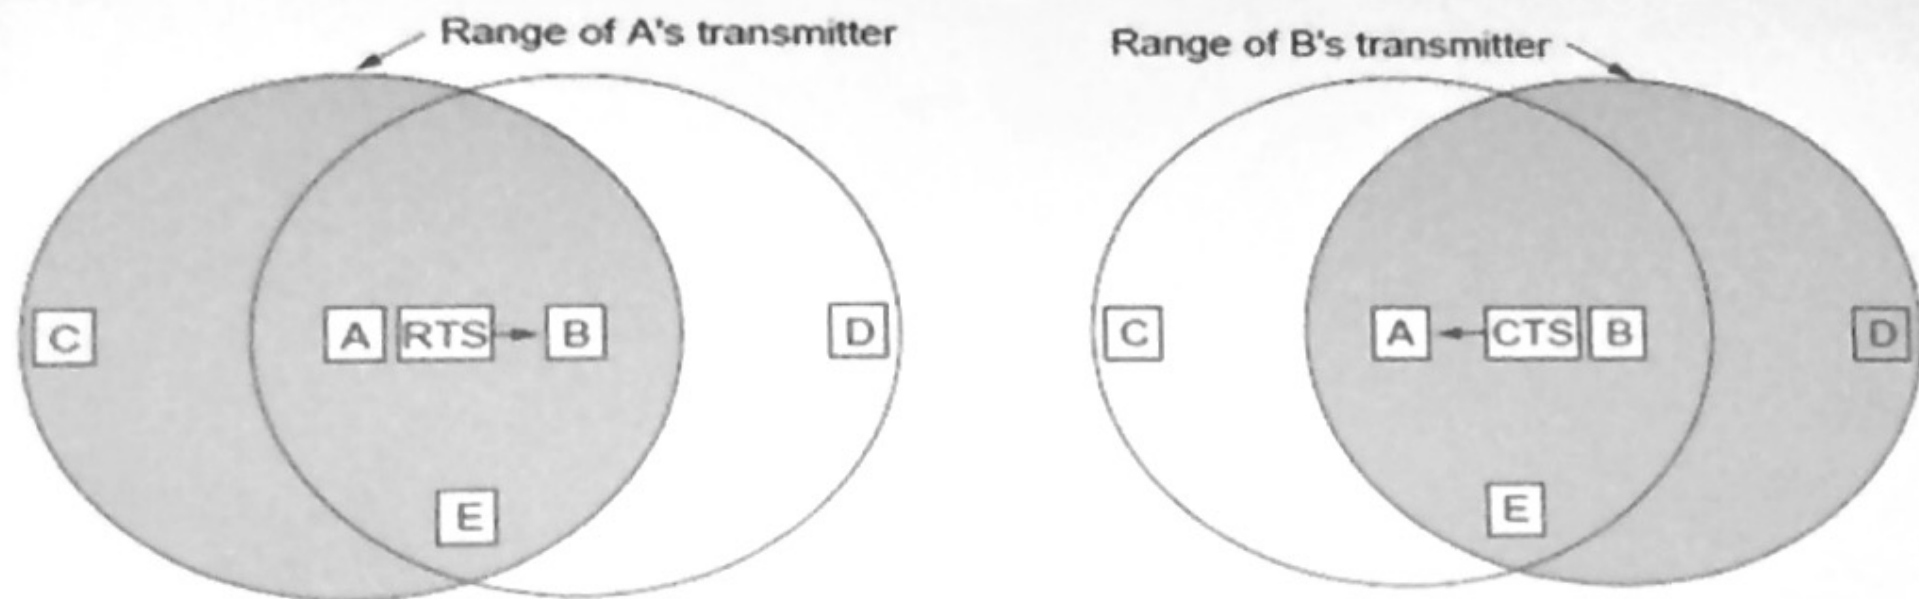 Range of A's transmitter
Range of B's transmitter
C
A
RTS
B
D
E
C
A
CTS
B
D
E